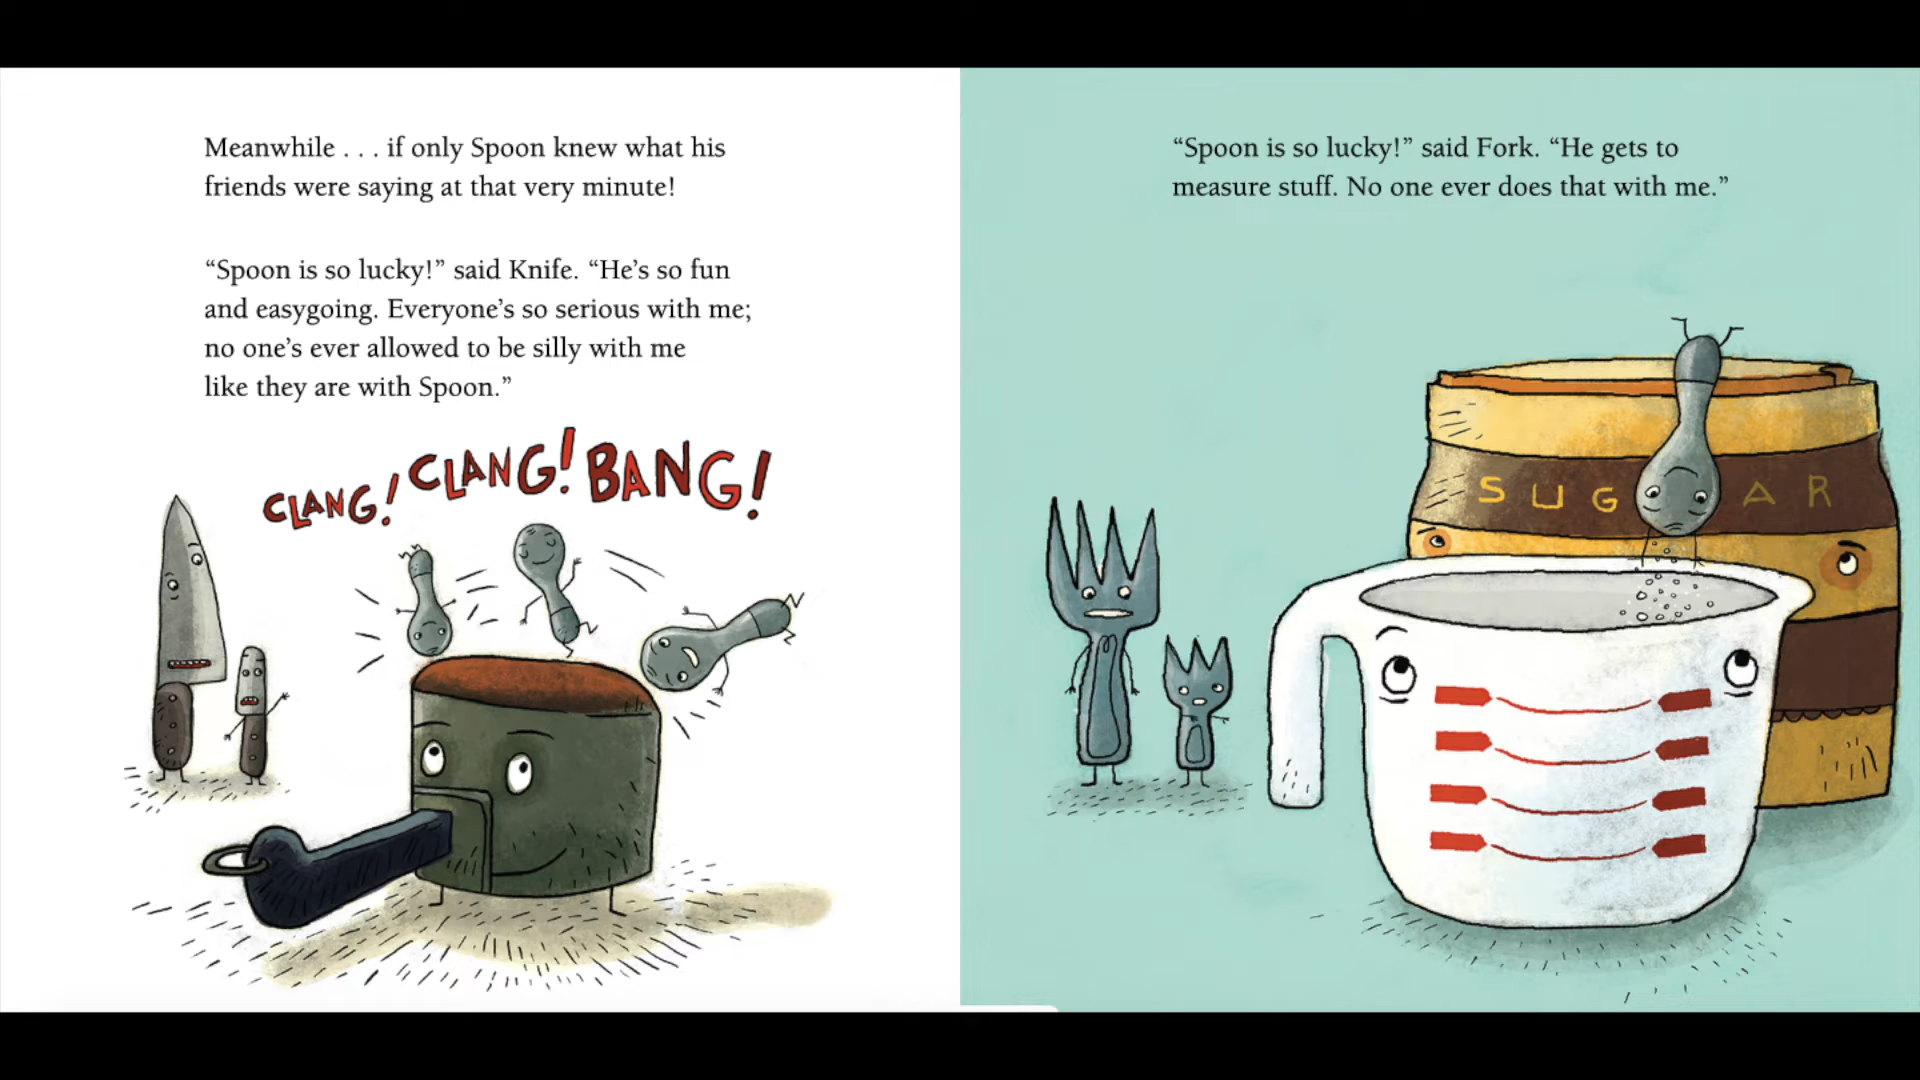 Meanwhile . . . if only Spoon knew what his
friends were saying at that very minute!
“Spoon is so lucky!” said Knife. “He’s so fun
and easygoing. Everyone’s so serious with me;
no one’s ever allowed to be silly with me
like they are with Spoon.”
CLANG! CLANG! BANG!
“Spoon is so lucky!” said Fork. “He gets to
measure stuff. No one ever does that with me.”
SUG AR